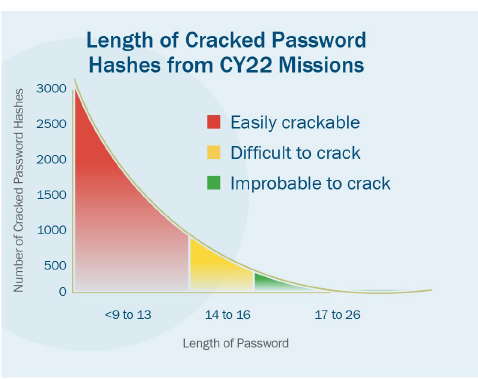 Length of Cracked Password
Hashes from CY22 Missions
Number of Cracked Password Hashes
3000
2500
2000
1500
1000
500
0
Easily crackable
Difficult to crack
Improbable to crack
<9 to 13
14 to 16
17 to 26
Length of Password